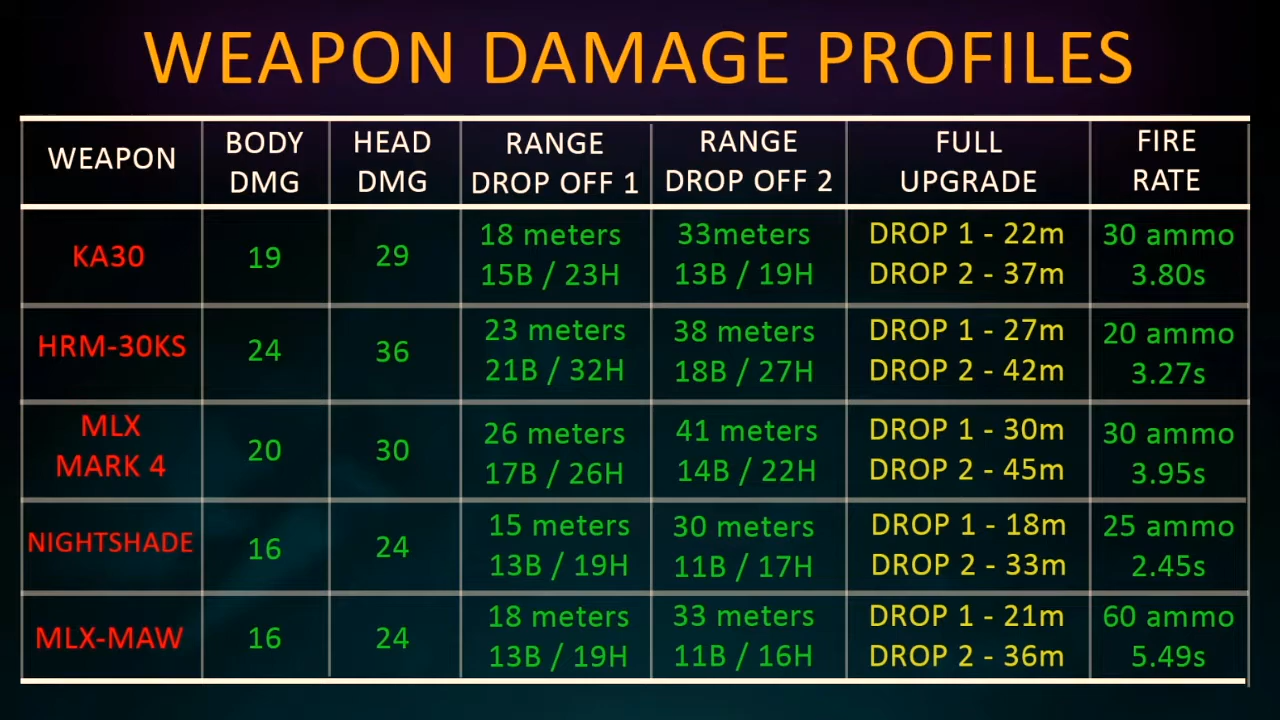 WEAPON DAMAGE PROFILES
WEAPON
BODY
DMG
HEAD
DMG
RANGE
DROP OFF 1
RANGE
DROP OFF 2
FULL
UPGRADE
FIRE
RATE
KA30
19
29
18 meters
15B / 23H
33meters
13B / 19H
DROP 1 - 22m
DROP 2 - 37m
30 ammo
3.80s
HRM-30KS
24
36
23 meters
21B / 32H
38 meters
18B / 27H
DROP 1 - 27m
DROP 2 - 42m
20 ammo
3.27s
MLX
MARK 4
20
30
26 meters
17B / 26H
41 meters
14B / 22H
DROP 1 - 30m
DROP 2 - 45m
30 ammo
3.95s
NIGHTSHADE
16
24
15 meters
13B / 19H
30 meters
11B / 17H
DROP 1 - 18m
DROP 2 - 33m
25 ammo
2.45s
MLX-MAW
16
24
18 meters
13B / 19H
33 meters
11B / 16H
DROP 1 - 21m
DROP 2 - 36m
60 ammo
5.49s